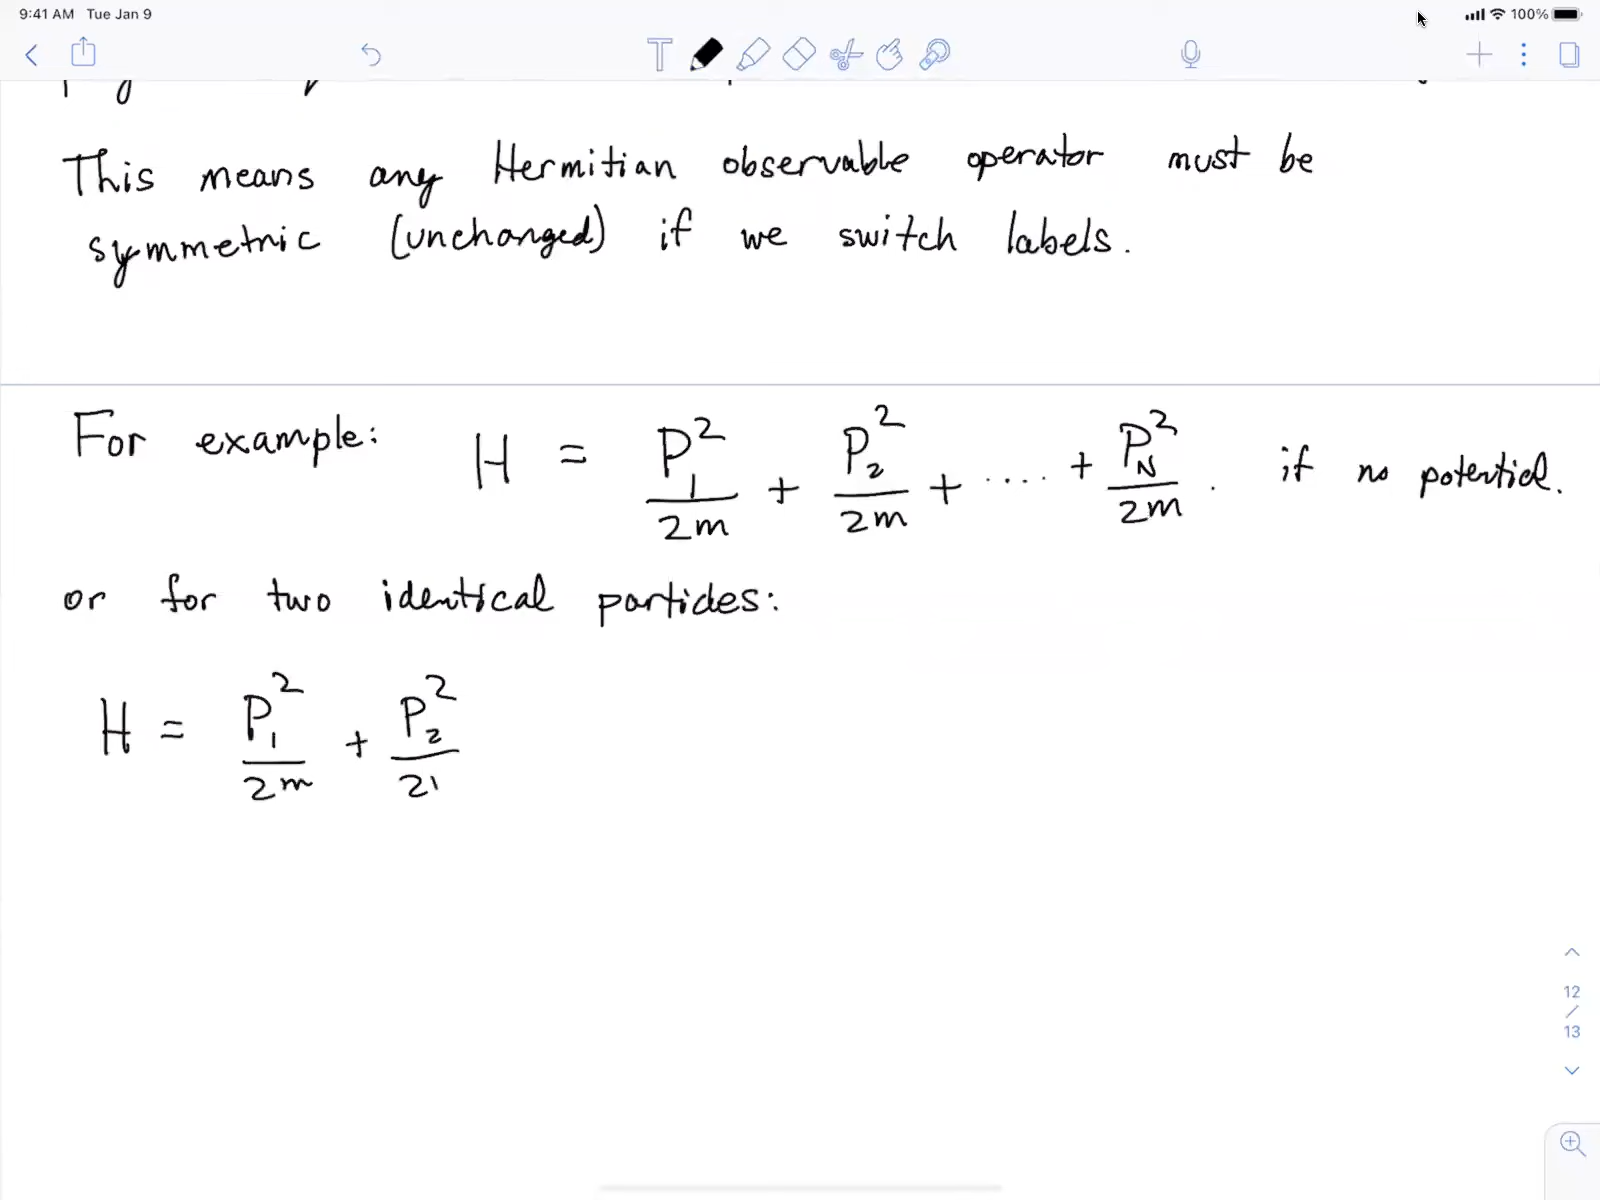 9:41 AM Tue Jan 9
100%
This means any Hermitian observable operator must be
symmetric (unchanged) if we switch labels.
For example: H = P₁²/2m + P₂²/2m + ···· + P_N²/2m . if no potential.
or for two identical particles:
H = P₁²/2m + P₂²/21
12
/
13